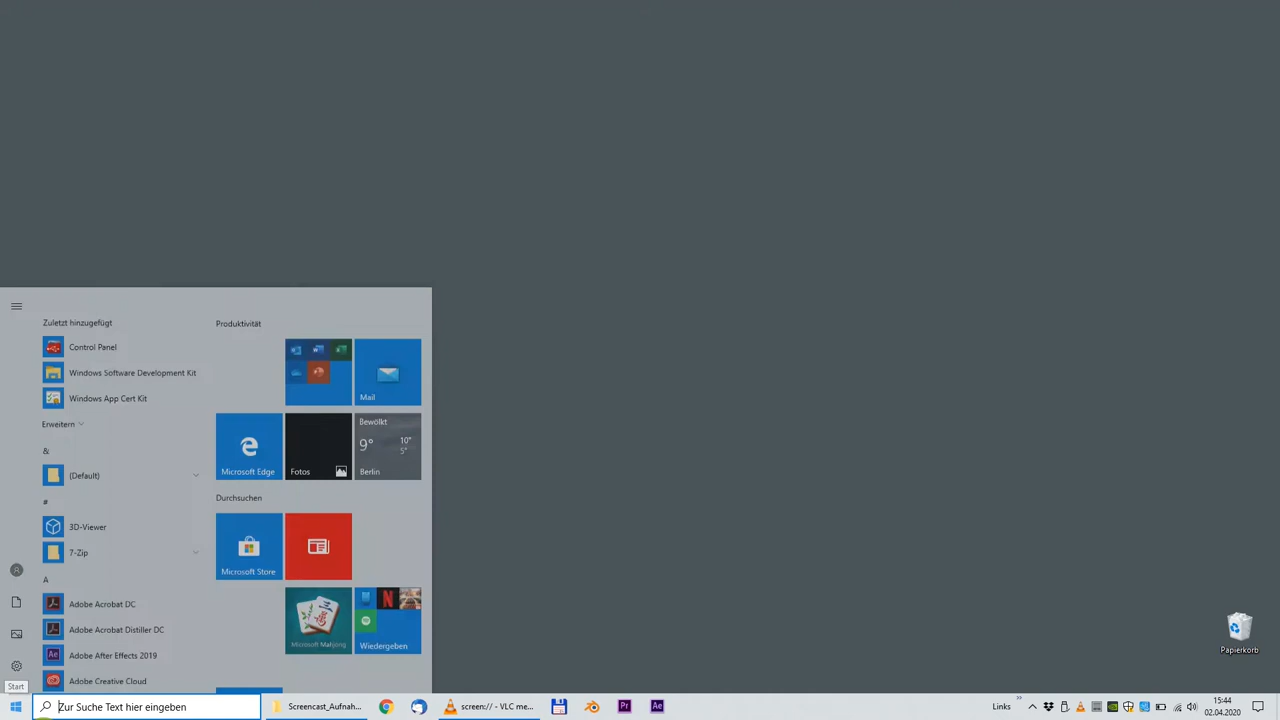 Zuletzt hinzugefügt
Control Panel
Windows Software Development Kit
Windows App Cert Kit
Erweitern
&
(Default)
#
3D-Viewer
7-Zip
A
Adobe Acrobat DC
Adobe Acrobat Distiller DC
Adobe After Effects 2019
Adobe Creative Cloud
Produktivität
Mail
Microsoft Edge
Fotos
Bewölkt
9° 10°
5°
Berlin
Durchsuchen
Microsoft Store
Microsoft Mahjong
Wiedergeben
Papierkorb
Start
Zur Suche Text hier eingeben
Screencast_Aufnah...
screen:// - VLC me...
Pr
Ae
Links
15:44
02.04.2020